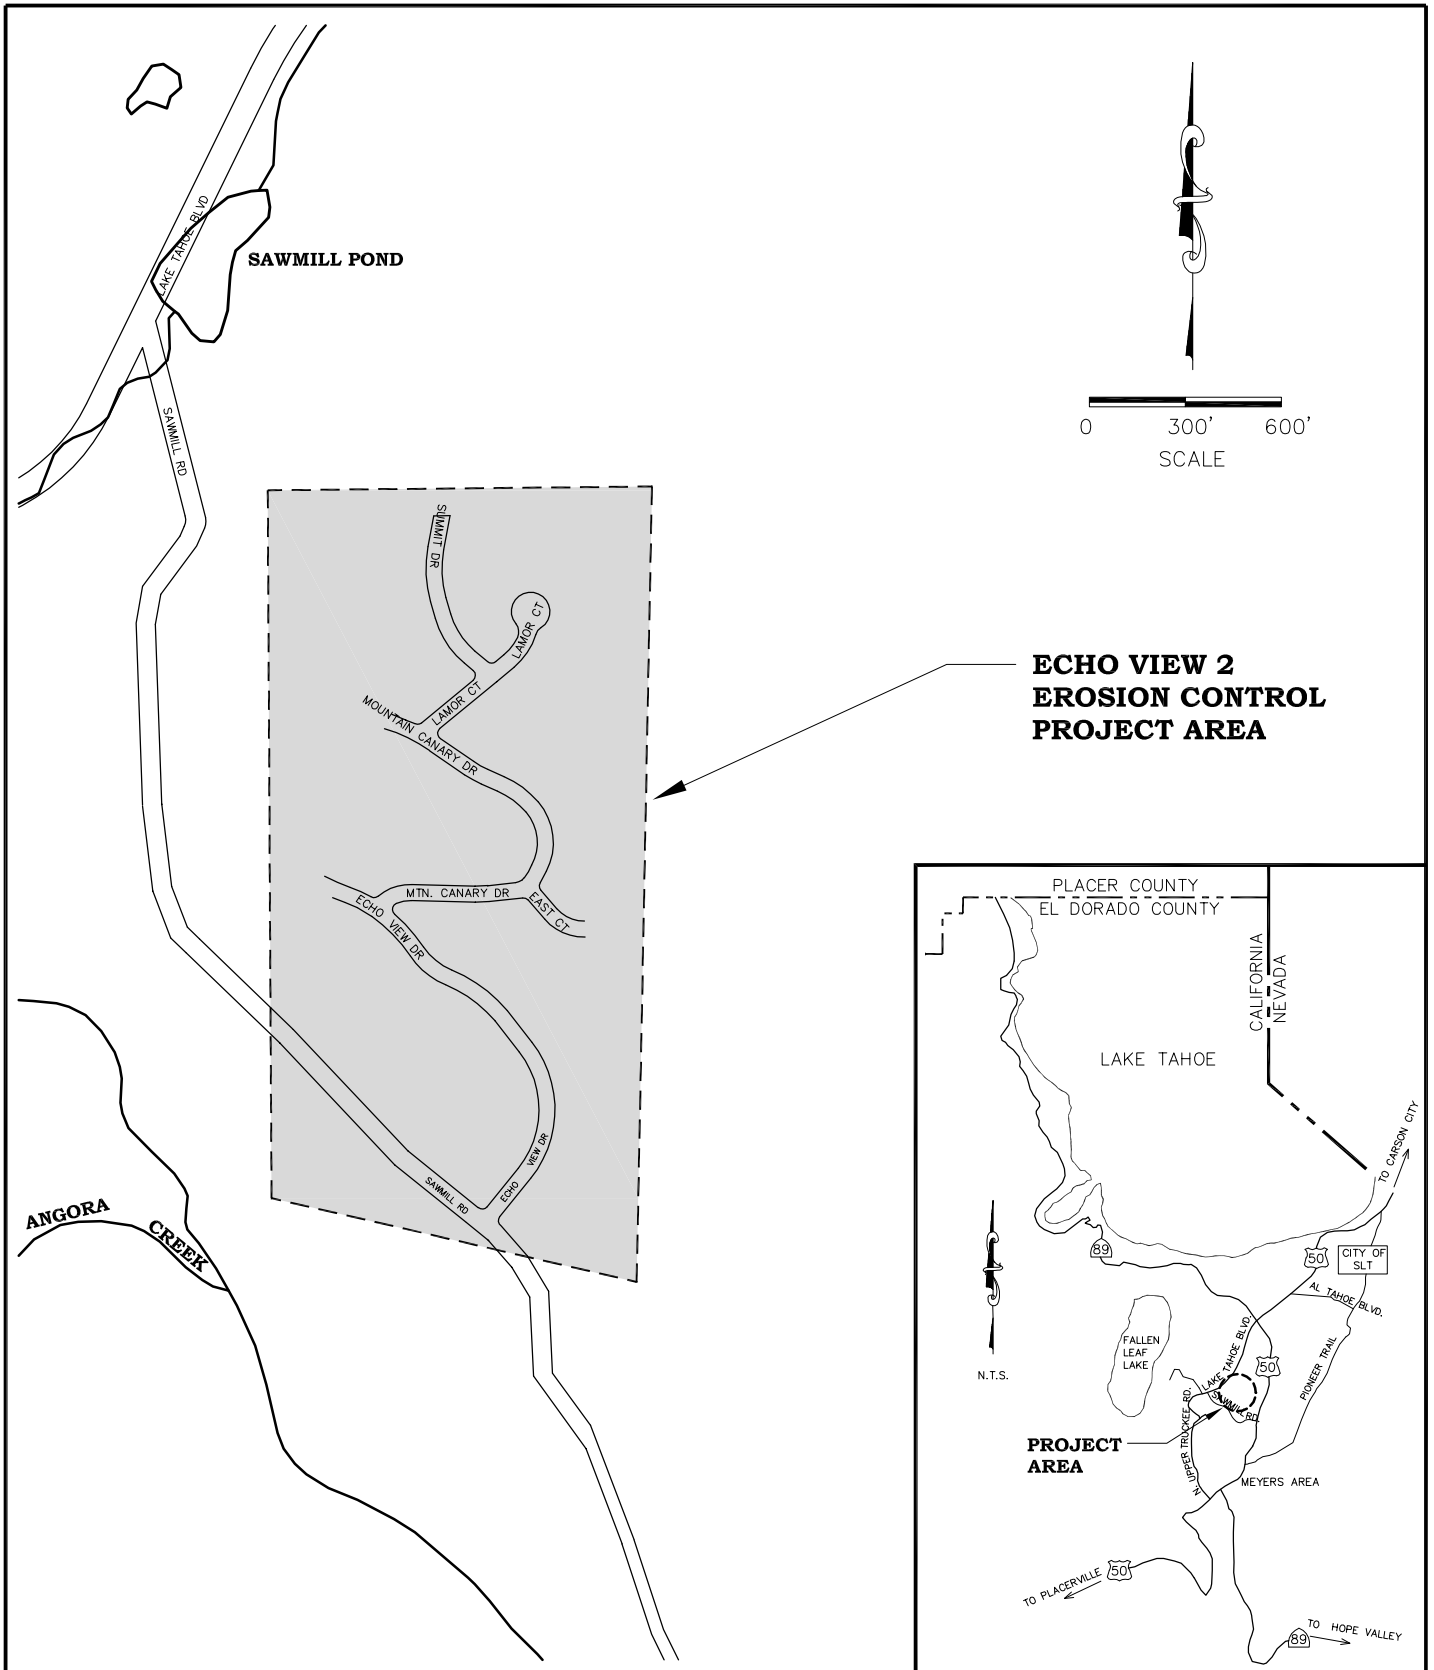 LAKE TAHOE BLVD
SAWMILL POND
SAWMILL RD
0 300' 600'
SCALE
SUMMIT DR
LAMOR CT
LAMOR CT
MOUNTAIN CANARY DR
ECHO VIEW 2
EROSION CONTROL
PROJECT AREA
MTN. CANARY DR
EAST CT
ECHO VIEW DR
ECHO VIEW DR
SAWMILL RD
ANGORA CREEK
PLACER COUNTY
EL DORADO COUNTY
CALIFORNIA
NEVADA
LAKE TAHOE
TO CARSON CITY
89
50
CITY OF
SLT
AL TAHOE BLVD.
FALLEN
LEAF
LAKE
LAKE TAHOE BLVD.
50
PIONEER TRAIL
N.T.S.
SAWMILL RD.
N. UPPER TRUCKEE RD.
PROJECT
AREA
MEYERS AREA
TO PLACERVILLE
50
89
TO HOPE VALLEY